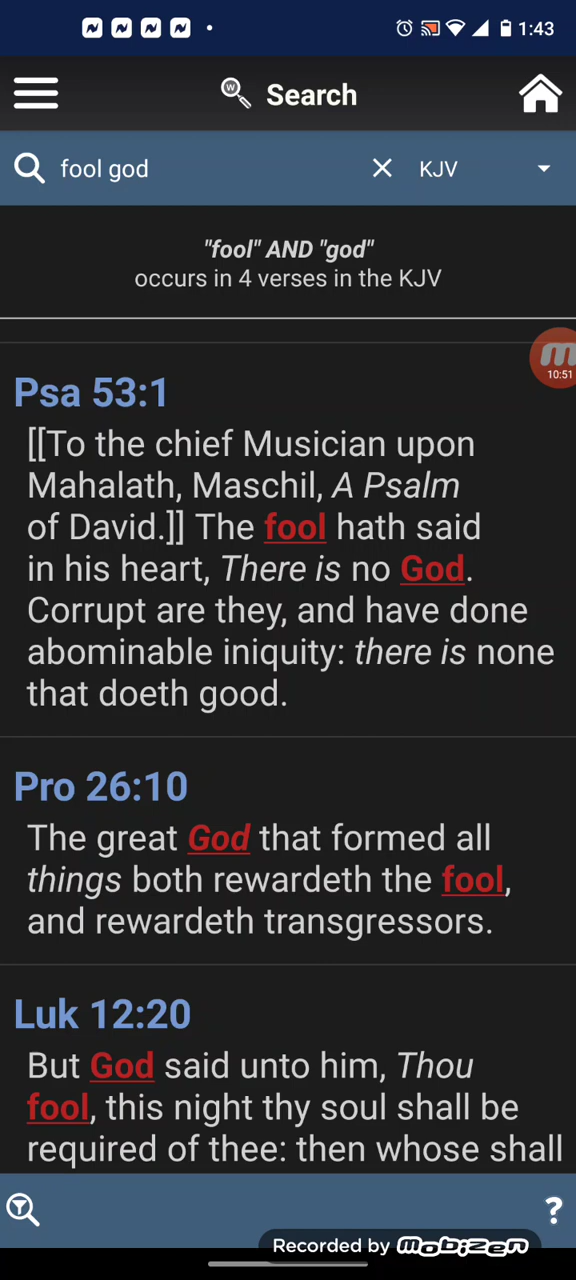 1:43
Search
fool god
KJV
"fool" AND "god"
occurs in 4 verses in the KJV
10:51
Psa 53:1
[[To the chief Musician upon
Mahalath, Maschil, A Psalm
of David.]] The fool hath said
in his heart, There is no God.
Corrupt are they, and have done
abominable iniquity: there is none
that doeth good.
Pro 26:10
The great God that formed all
things both rewardeth the fool,
and rewardeth transgressors.
Luk 12:20
But God said unto him, Thou
fool, this night thy soul shall be
required of thee: then whose shall
?
Recorded by mobizen